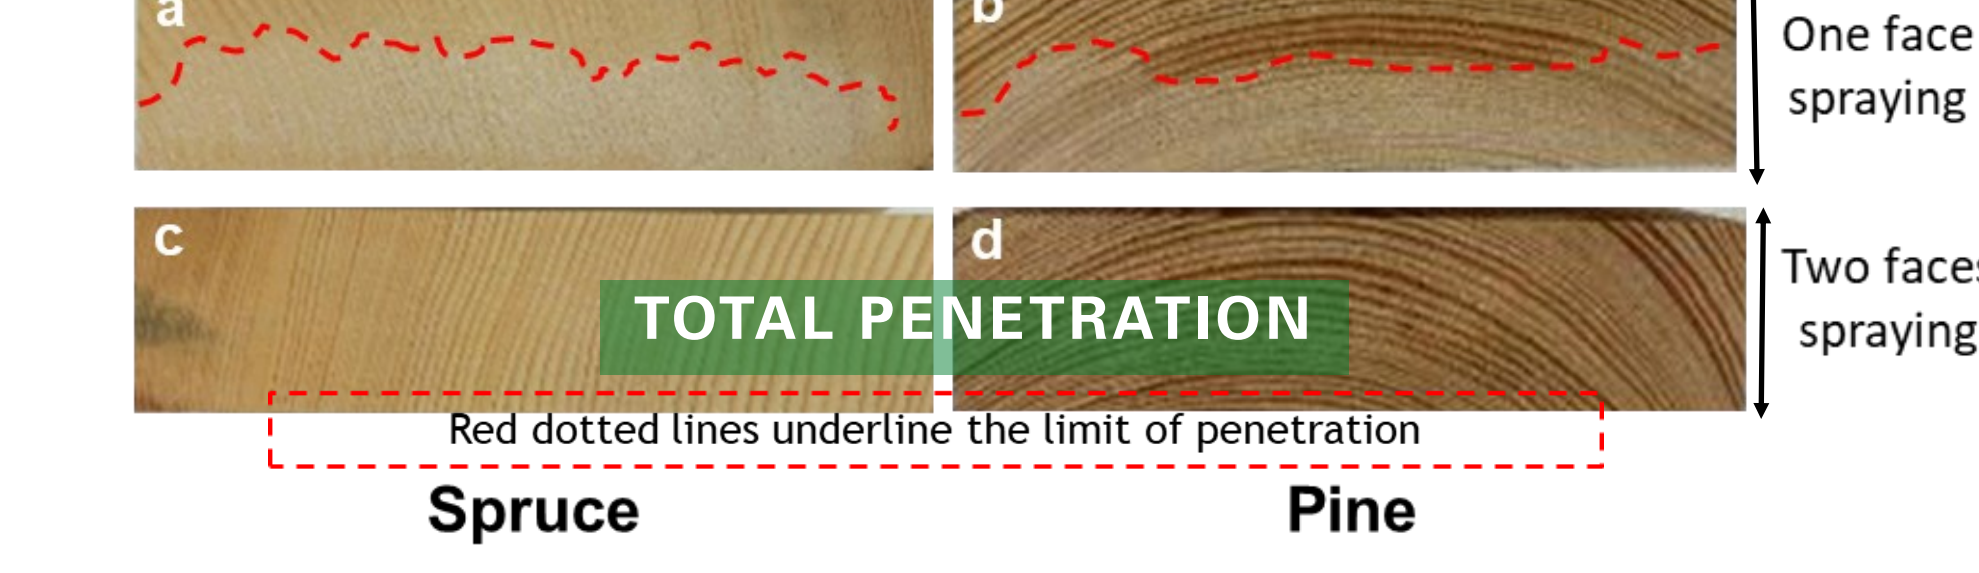 a
b
One face
spraying
c
d
Two faces
spraying
TOTAL PENETRATION
Red dotted lines underline the limit of penetration
Spruce
Pine